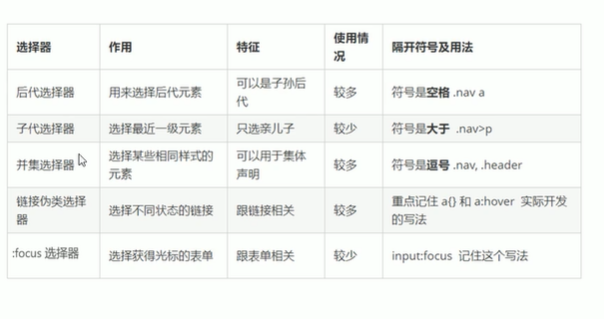 选择器 作用 特征 使用情 隔开符号及用法
况
后代选择器 用来选择后代元素 可以是子孙后 较多 符号是空格 .nav a
代
子代选择器 选择最近一级元素 只选亲儿子 较少 符号是大于 .nav>p
并集选择器 选择某些相同样式的 可以用于集体 较多 符号是逗号 .nav, .header
元素 声明
链接伪类选择 选择不同状态的链接 跟链接相关 较多 重点记住 a{} 和 a:hover 实际开发
器 的写法
:focus 选择器 选择获得光标的表单 跟表单相关 较少 input:focus 记住这个写法